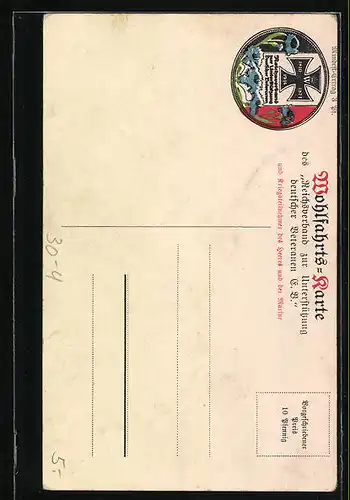 Wohlfahrts=Karte
des „Reichsverband zur Unterstützung
deutscher Veteranen E. V."
und Kriegsteilnehmer des Heeres und der Marine
Vorgeschriebener
Preis
10 Pfennig
30-4
5.-